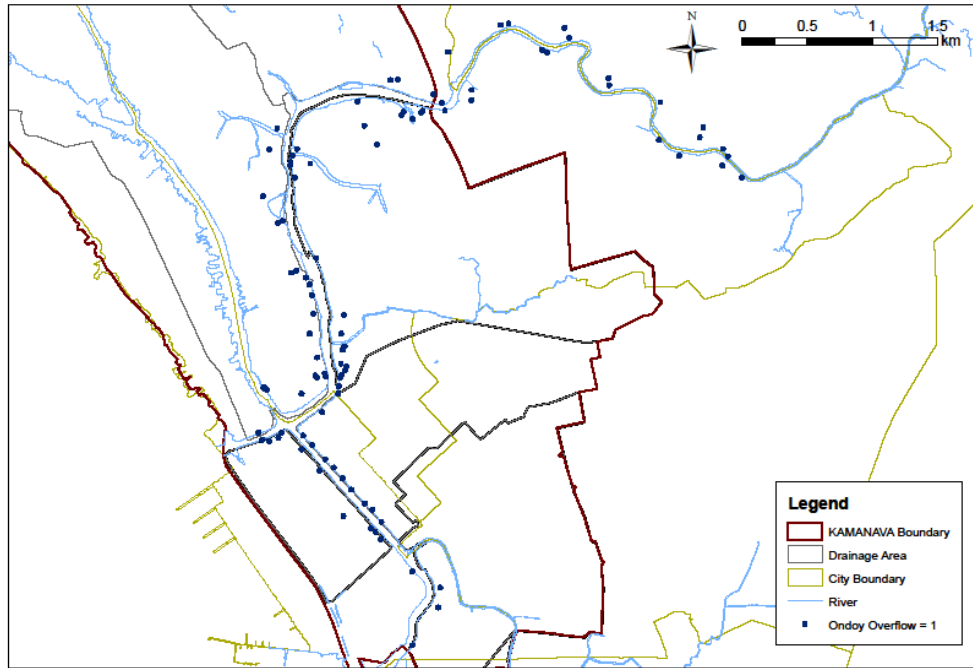 N
0 0.5 1 1.5
km
Legend
KAMANAVA Boundary
Drainage Area
City Boundary
River
Ondoy Overflow = 1